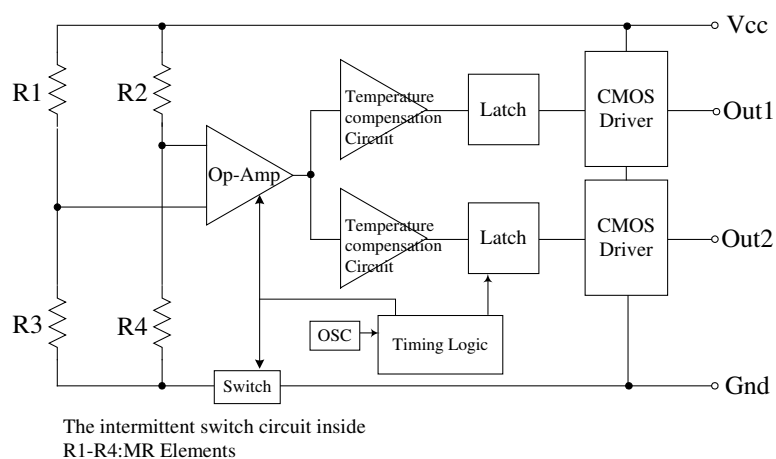 Vcc
R1
R2
Temperature
compensation
Circuit
Latch
CMOS
Driver
Out1
Op-Amp
Temperature
compensation
Circuit
Latch
CMOS
Driver
Out2
R3
R4
OSC
Timing Logic
Switch
Gnd
The intermittent switch circuit inside
R1-R4:MR Elements